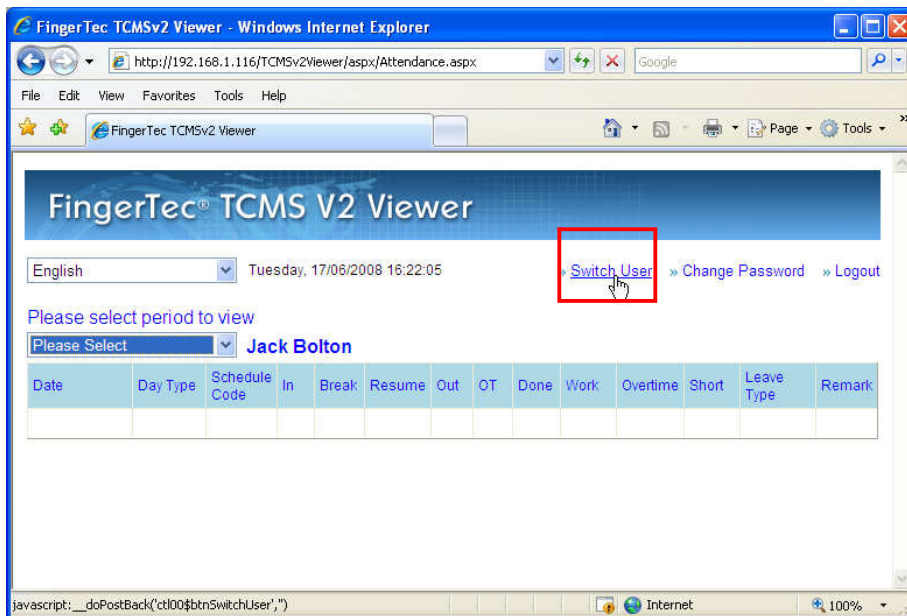 FingerTec TCMSv2 Viewer - Windows Internet Explorer
http://192.168.1.116/TCMSv2Viewer/aspx/Attendance.aspx Google
File Edit View Favorites Tools Help
FingerTec TCMSv2 Viewer Page Tools »
FingerTec® TCMS V2 Viewer
English Tuesday, 17/06/2008 16:22:05 » Switch User » Change Password » Logout
Please select period to view
Please Select Jack Bolton
Date Day Type Schedule Code In Break Resume Out OT Done Work Overtime Short Leave Type Remark
javascript:__doPostBack('ctl00$btnSwitchUser','') Internet 100%